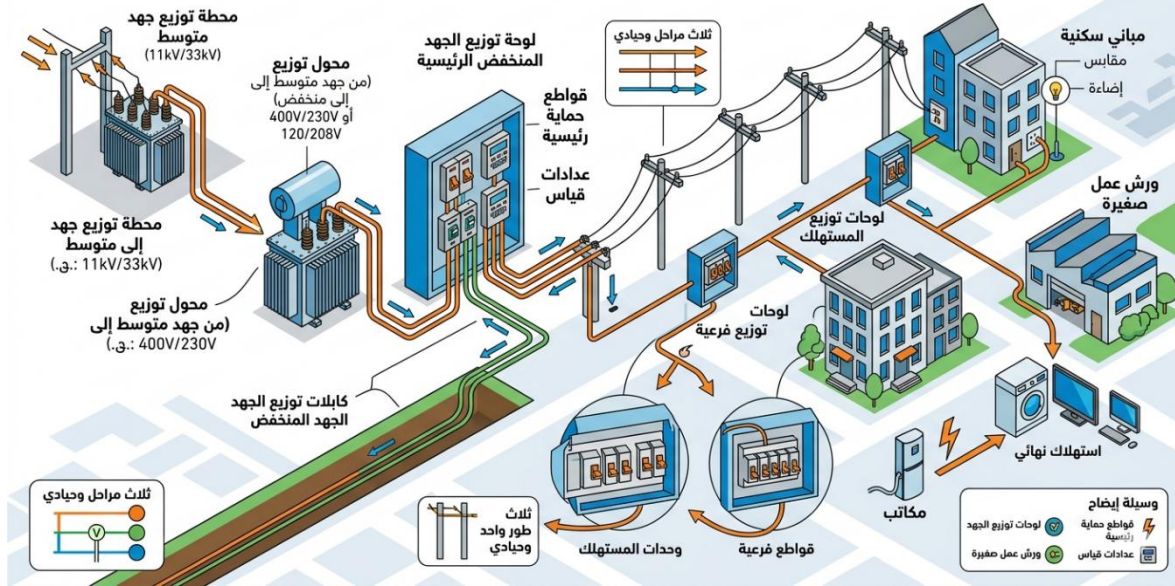 محطة توزيع جهد
متوسط
(11kV/33kV)
محول توزيع
(من جهد متوسط إلى
إلى منخفض)
400V/230V أو
120/208V
لوحة توزيع الجهد
المنخفض الرئيسية
قواطع
حماية
رئيسية
عدادات
قياس
ثلاث مراحل وحيادي
مباني سكنية
مقابس
إضاءة
ورش عمل
صغيرة
محطة توزيع جهد
إلى متوسط
11kV/33kV :.ق.)
محول توزيع
(من جهد متوسط إلى
400V/230V :.ق.)
لوحات توزيع
المستهلك
لوحات
توزيع فرعية
كابلات توزيع الجهد
الجهد المنخفض
استهلاك نهائي
مكاتب
ثلاث مراحل وحيادي
V
ثلاث
طور واحد
وحيادي
وحدات المستهلك
قواطع فرعية
وسيلة إيضاح
قواطع حماية
رئيسية
لوحات توزيع الجهد
عدادات قياس
ورش عمل صغيرة